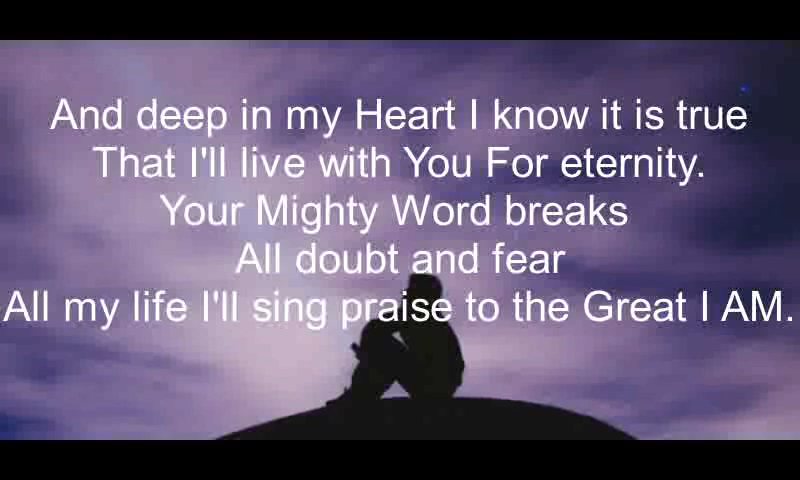 And deep in my Heart I know it is true
That I'll live with You For eternity.
Your Mighty Word breaks
All doubt and fear
All my life I'll sing praise to the Great I AM.